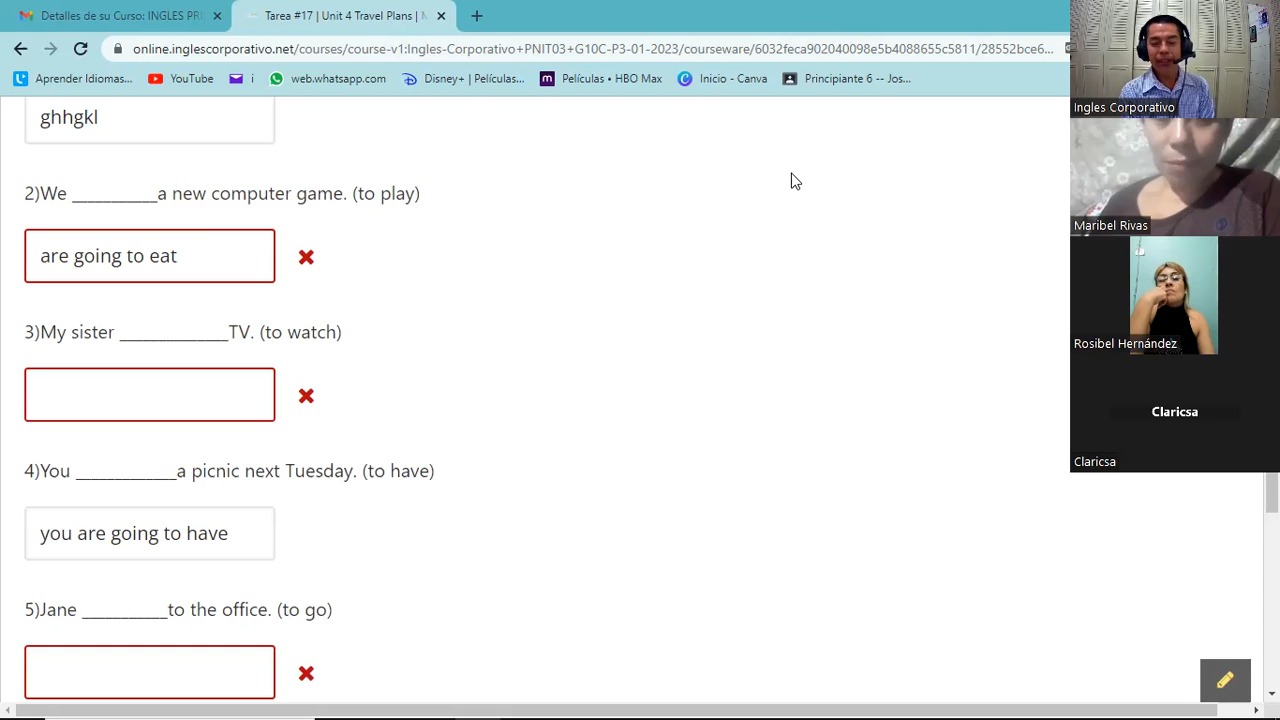 Detalles de su Curso: INGLES PRI
Tarea #17 | Unit 4 Travel Plans |
online.inglescorporativo.net/courses/course-v1:Ingles-Corporativo+PNIT03+G10C-P3-01-2023/courseware/
Aprender Idiomas...
YouTube
i
web.whatsapp.com
Disney+ | Películas...
Películas • HBO Max
Inicio - Canva
Principiante 6 -- Jos...
ghhgkl
2)We __________a new computer game. (to play)
are going to eat
3)My sister _____________TV. (to watch)
4)You ____________a picnic next Tuesday. (to have)
you are going to have
5)Jane __________to the office. (to go)
Ingles Corporativo
Maribel Rivas
Rosibel Hernández
Claricsa
Claricsa